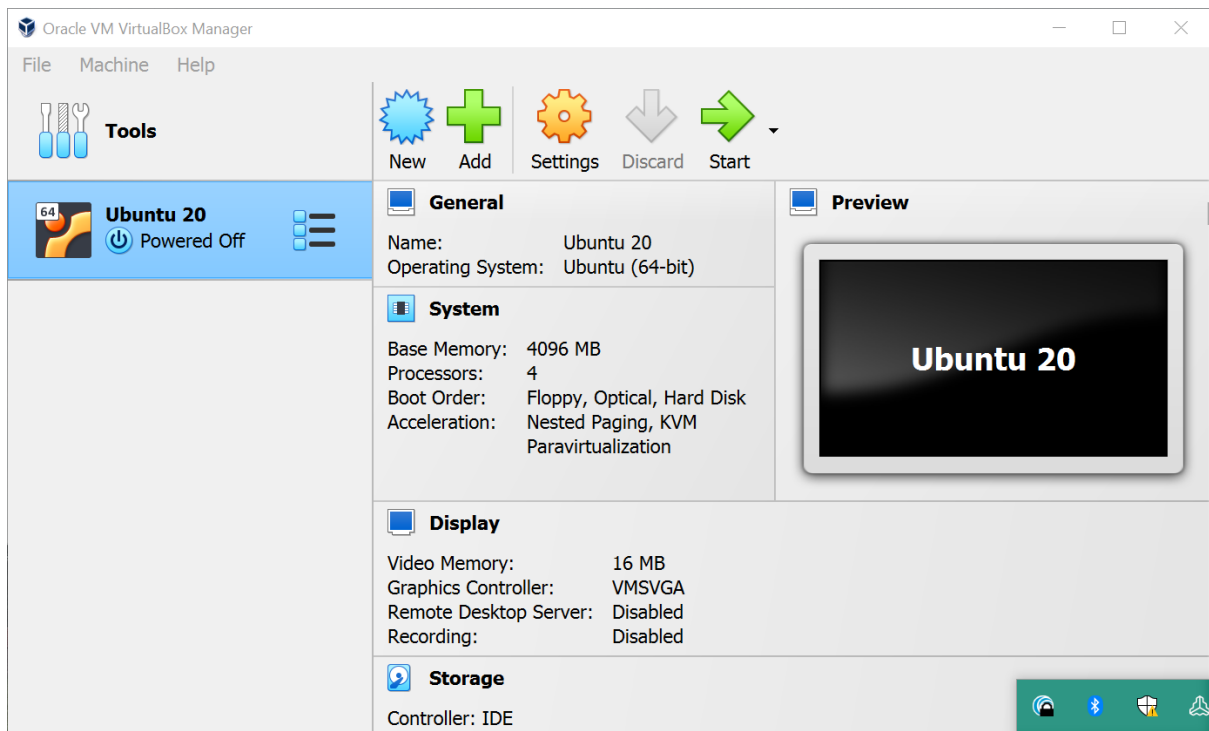 Oracle VM VirtualBox Manager
File Machine Help
Tools
New Add Settings Discard Start
64
Ubuntu 20
Powered Off
General
Name: Ubuntu 20
Operating System: Ubuntu (64-bit)
System
Base Memory: 4096 MB
Processors: 4
Boot Order: Floppy, Optical, Hard Disk
Acceleration: Nested Paging, KVM
Paravirtualization
Preview
Ubuntu 20
Display
Video Memory: 16 MB
Graphics Controller: VMSVGA
Remote Desktop Server: Disabled
Recording: Disabled
Storage
Controller: IDE